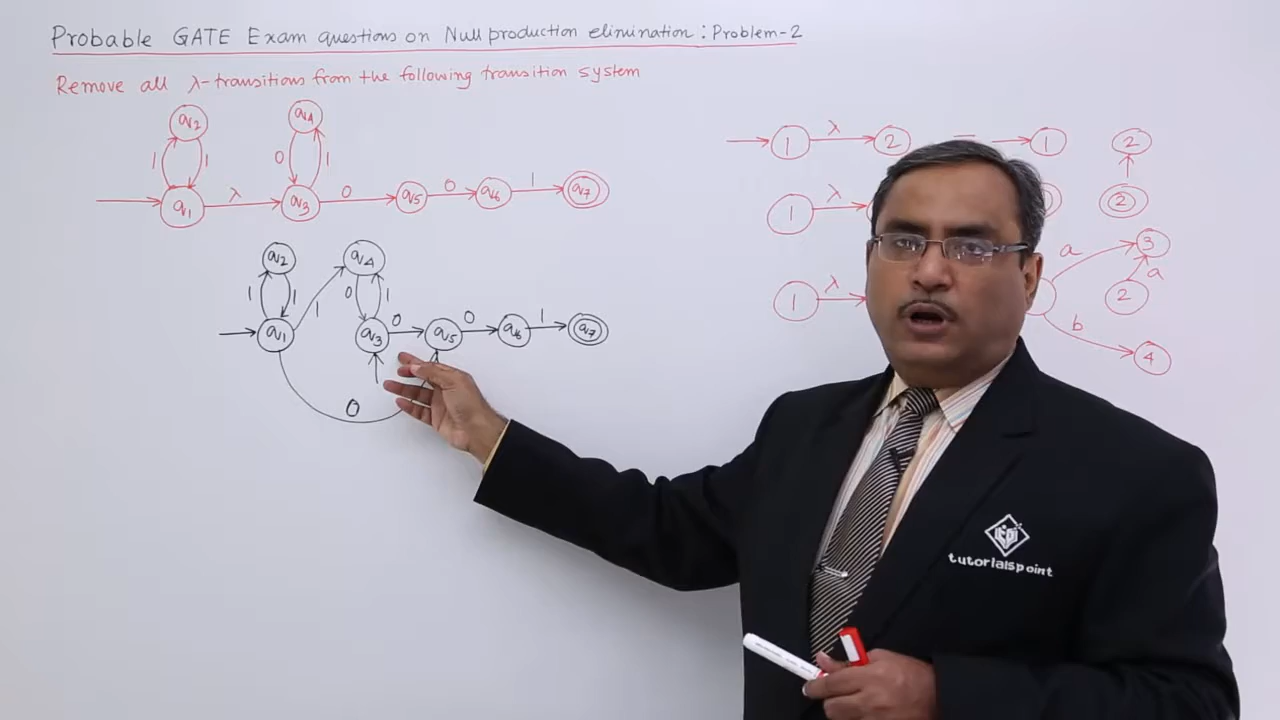 Probable GATE Exam questions on Null production elimination : Problem-2
Remove all λ-transitions from the following transition system
q2 q4
1 1 0 1
q1 λ q3 0 q5 0 q6 1 q7
q2 q4
1 1 1 0 1
q1 q3 0 q5 0 q6 1 q7
0
1 λ 2 1 2
1 λ 2
1 λ a 3
2 a
b 4
tutorialspoint